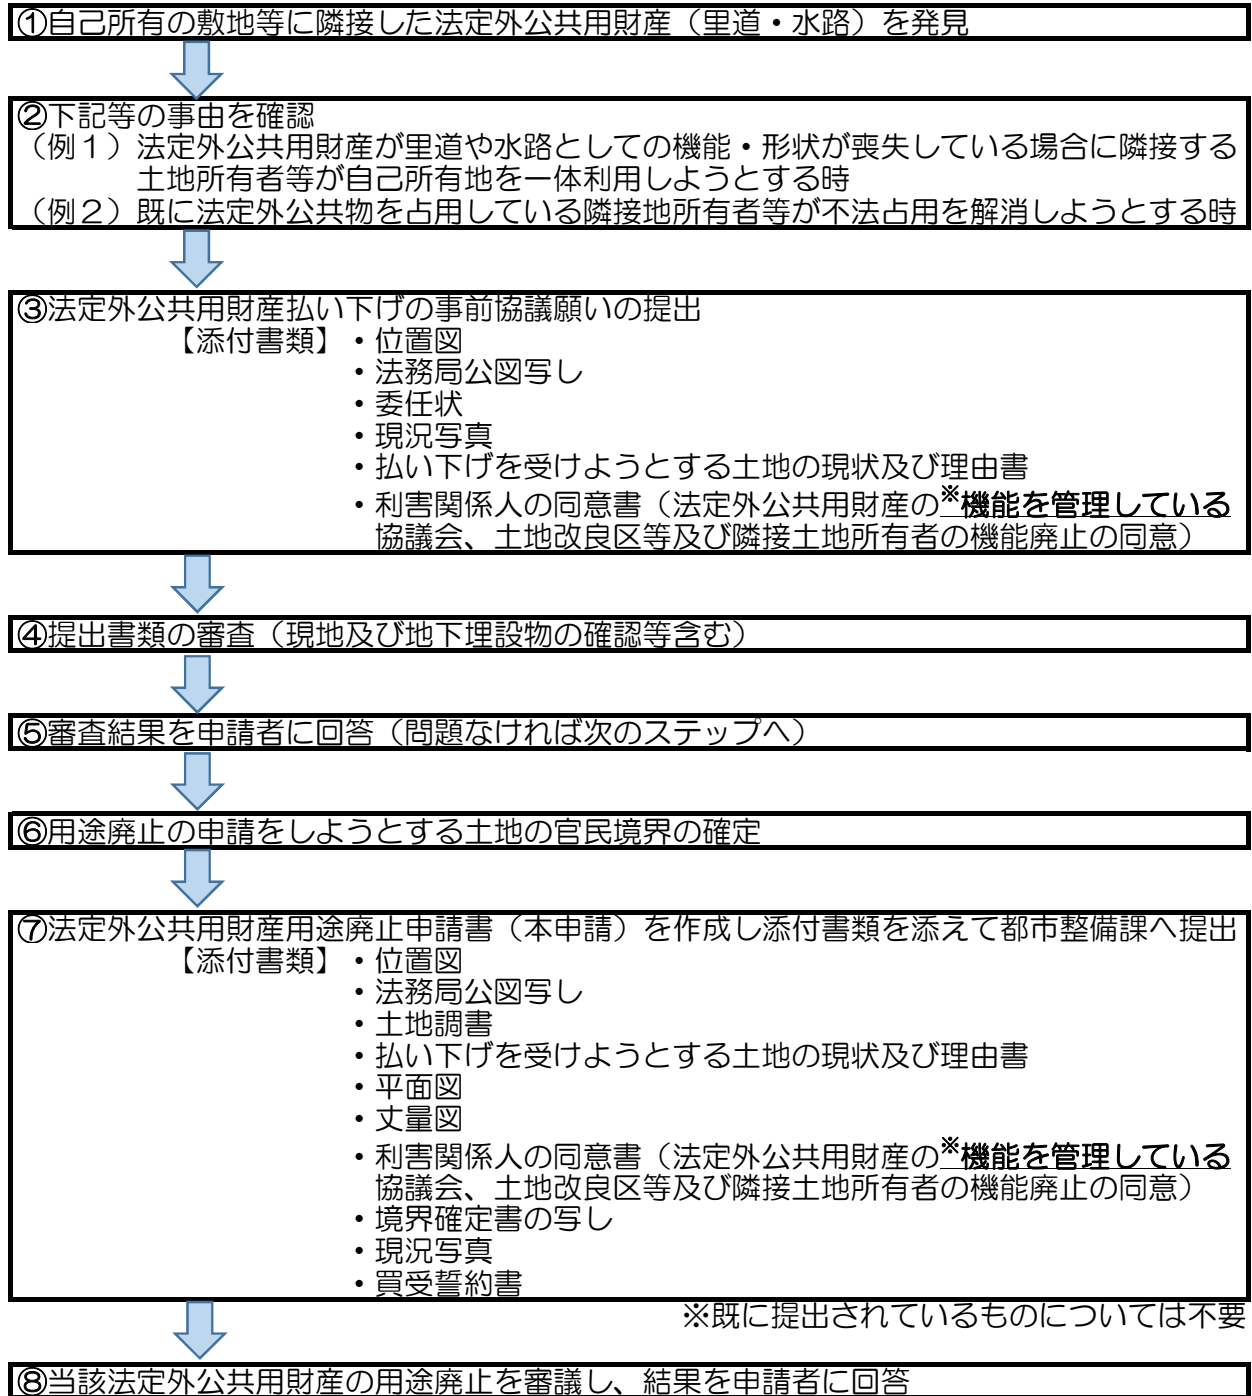 ①自己所有の敷地等に隣接した法定外公共用財産（里道・水路）を発見
②下記等の事由を確認
（例１）法定外公共用財産が里道や水路としての機能・形状が喪失している場合に隣接する
土地所有者等が自己所有地を一体利用しようとする時
（例２）既に法定外公共物を占用している隣接地所有者等が不法占用を解消しようとする時
③法定外公共用財産払い下げの事前協議願いの提出
【添付書類】・位置図
・法務局公図写し
・委任状
・現況写真
・払い下げを受けようとする土地の現状及び理由書
・利害関係人の同意書（法定外公共用財産の※機能を管理している
協議会、土地改良区等及び隣接土地所有者の機能廃止の同意）
④提出書類の審査（現地及び地下埋設物の確認等含む）
⑤審査結果を申請者に回答（問題なければ次のステップへ）
⑥用途廃止の申請をしようとする土地の官民境界の確定
⑦法定外公共用財産用途廃止申請書（本申請）を作成し添付書類を添えて都市整備課へ提出
【添付書類】・位置図
・法務局公図写し
・土地調書
・払い下げを受けようとする土地の現状及び理由書
・平面図
・丈量図
・利害関係人の同意書（法定外公共用財産の※機能を管理している
協議会、土地改良区等及び隣接土地所有者の機能廃止の同意）
・境界確定書の写し
・現況写真
・買受誓約書
※既に提出されているものについては不要
⑧当該法定外公共用財産の用途廃止を審議し、結果を申請者に回答